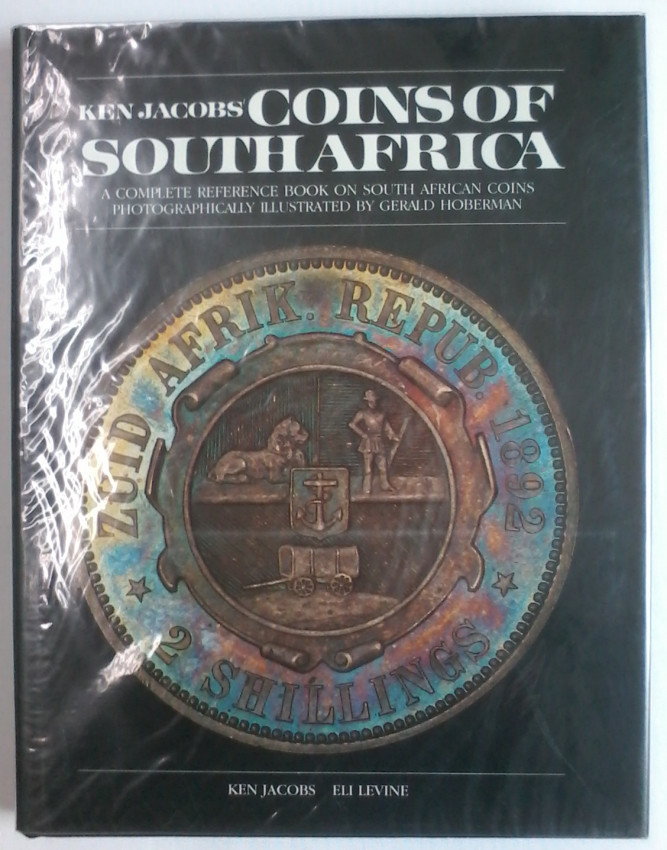 KEN JACOBS' COINS OF
SOUTH AFRICA
A COMPLETE REFERENCE BOOK ON SOUTH AFRICAN COINS
PHOTOGRAPHICALLY ILLUSTRATED BY GERALD HOBERMAN
ZUID AFRIK. REPUB. 1892
2 SHILLINGS
KEN JACOBS ELI LEVINE